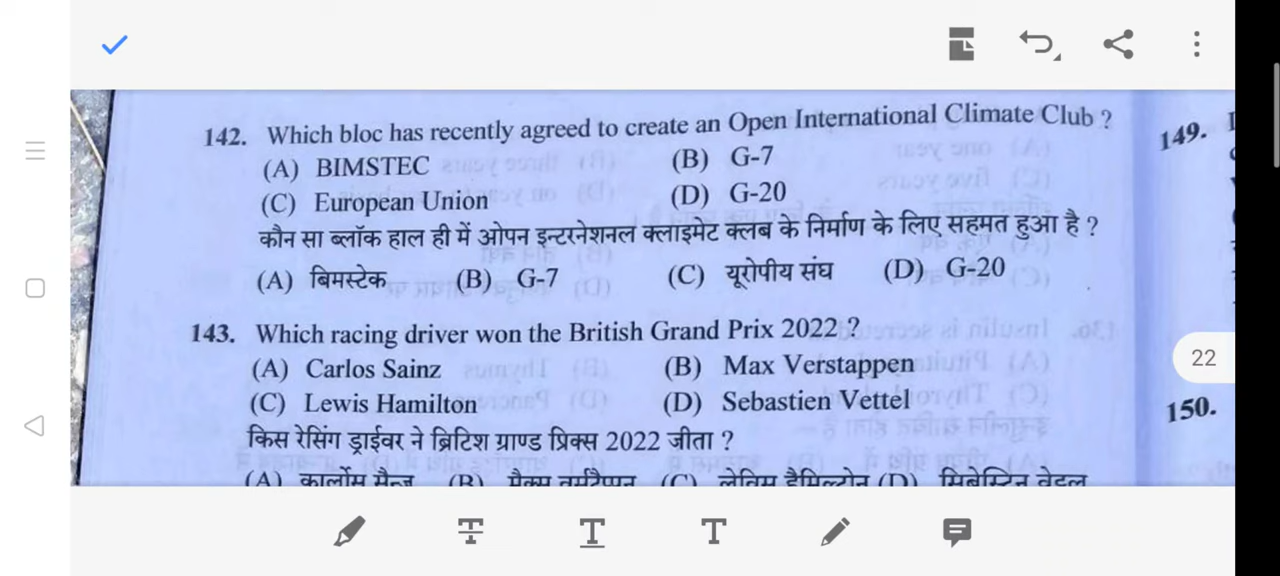 142. Which bloc has recently agreed to create an Open International Climate Club ?
(A) BIMSTEC (B) G-7
(C) European Union (D) G-20
कौन सा ब्लॉक हाल ही में ओपन इन्टरनेशनल क्लाइमेट क्लब के निर्माण के लिए सहमत हुआ है ?
(A) बिमस्टेक (B) G-7 (C) यूरोपीय संघ (D) G-20
143. Which racing driver won the British Grand Prix 2022 ?
(A) Carlos Sainz (B) Max Verstappen
(C) Lewis Hamilton (D) Sebastien Vettel
किस रेसिंग ड्राईवर ने ब्रिटिश ग्राण्ड प्रिक्स 2022 जीता ?
(A) (B) (C) (D)
149.
22
150.
T T T